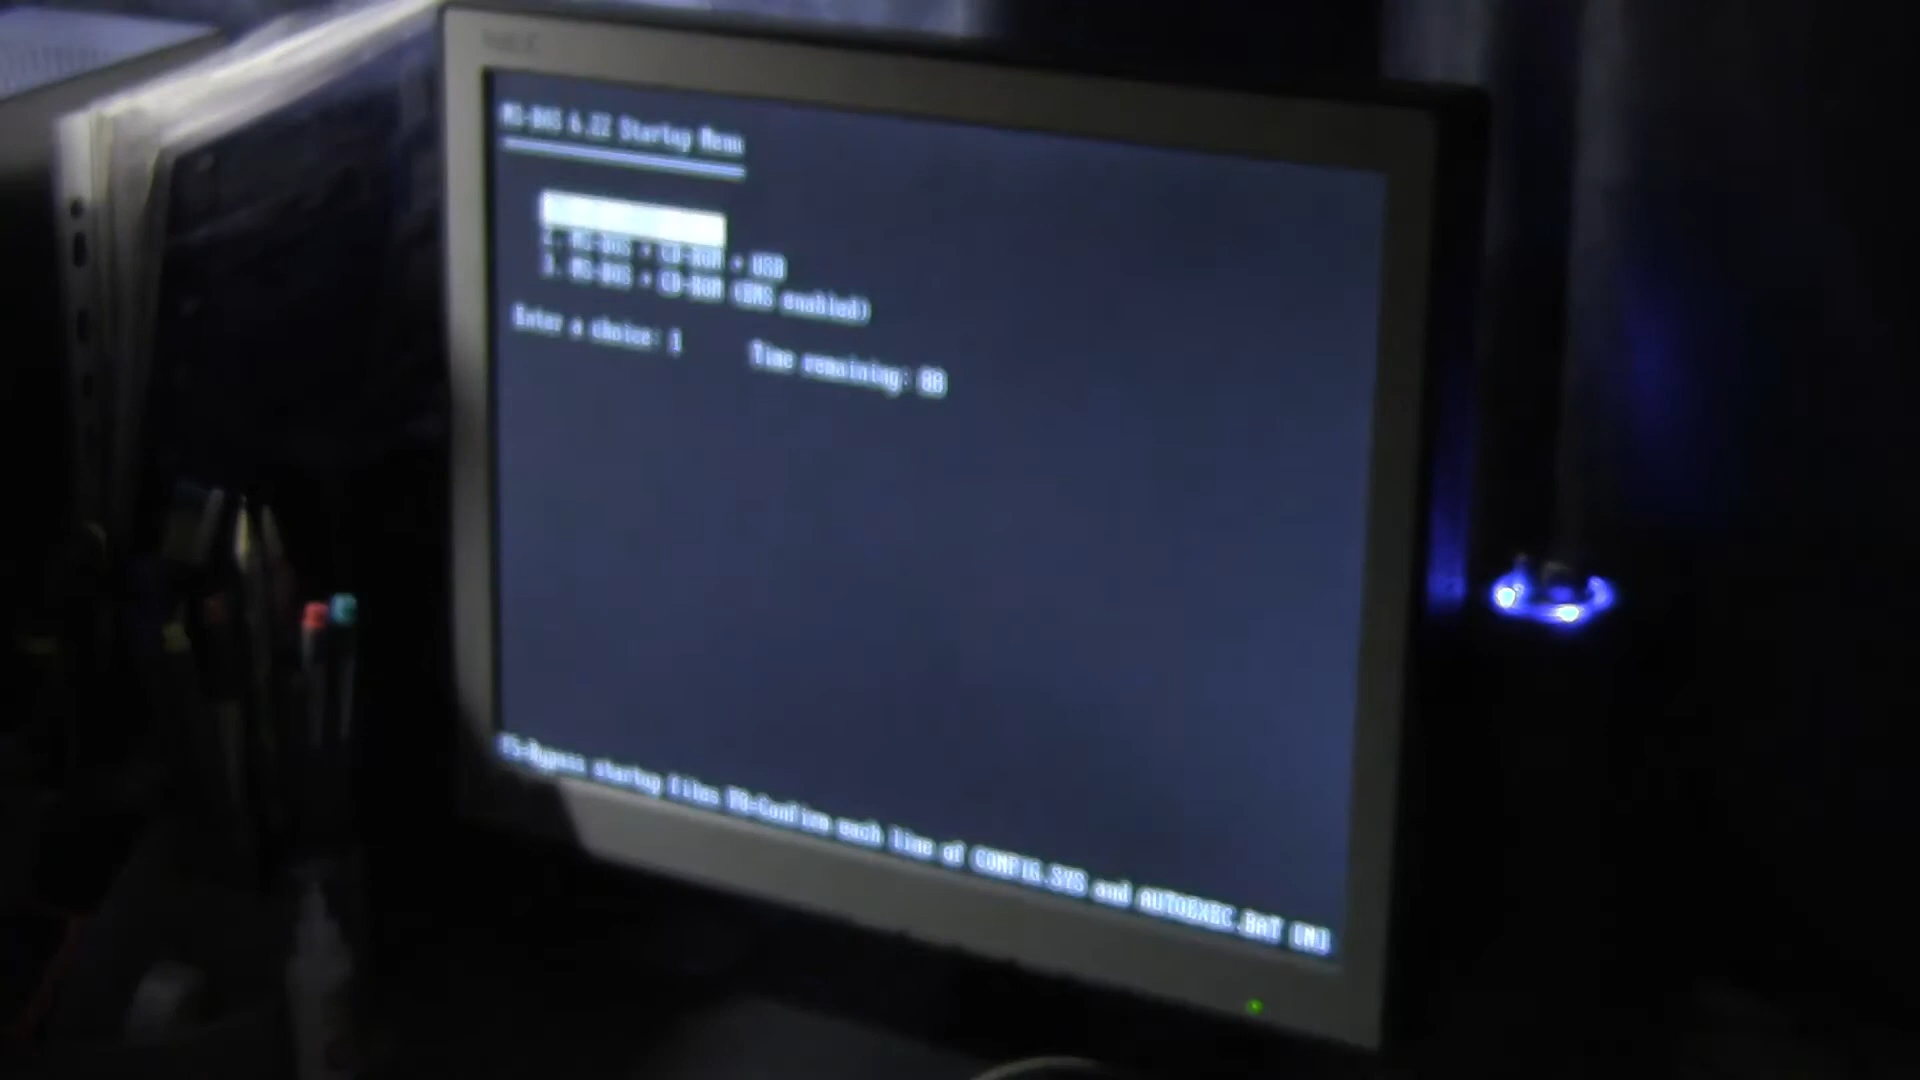 NEC
MS-DOS 6.22 Startup Menu
2. MS-DOS + CD-ROM + USB
3. MS-DOS + CD-ROM (EMS enabled)
Enter a choice: 1 Time remaining: 00
F5=Bypass startup files F8=Confirm each line of CONFIG.SYS and AUTOEXEC.BAT [N]